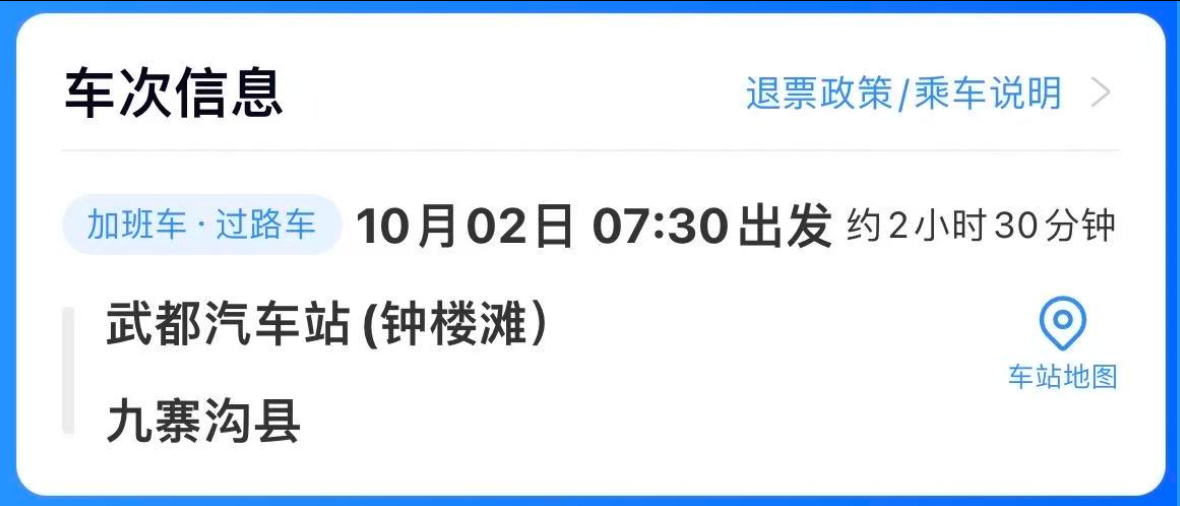 车次信息
退票政策/乘车说明
加班车·过路车 10月02日 07:30出发 约2小时30分钟
武都汽车站(钟楼滩）
车站地图
九寨沟县